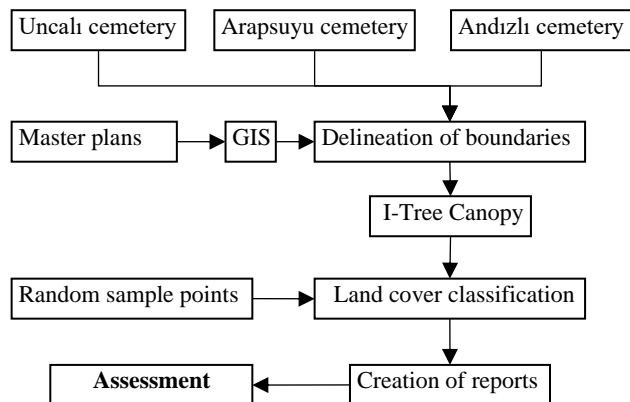 Uncalı cemetery
Arapsuyu cemetery
Andızlı cemetery
Master plans
GIS
Delineation of boundaries
I-Tree Canopy
Random sample points
Land cover classification
Assessment
Creation of reports